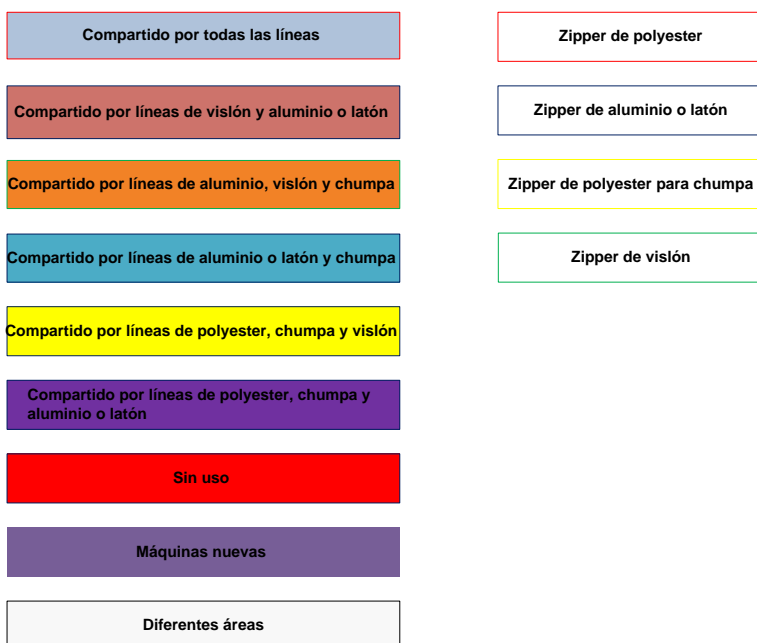 Compartido por todas las líneas
Compartido por líneas de vislón y aluminio o latón
Compartido por líneas de aluminio, vislón y chumpa
Compartido por líneas de aluminio o latón y chumpa
Compartido por líneas de polyester, chumpa y vislón
Compartido por líneas de polyester, chumpa y
aluminio o latón
Sin uso
Máquinas nuevas
Diferentes áreas
Zipper de polyester
Zipper de aluminio o latón
Zipper de polyester para chumpa
Zipper de vislón